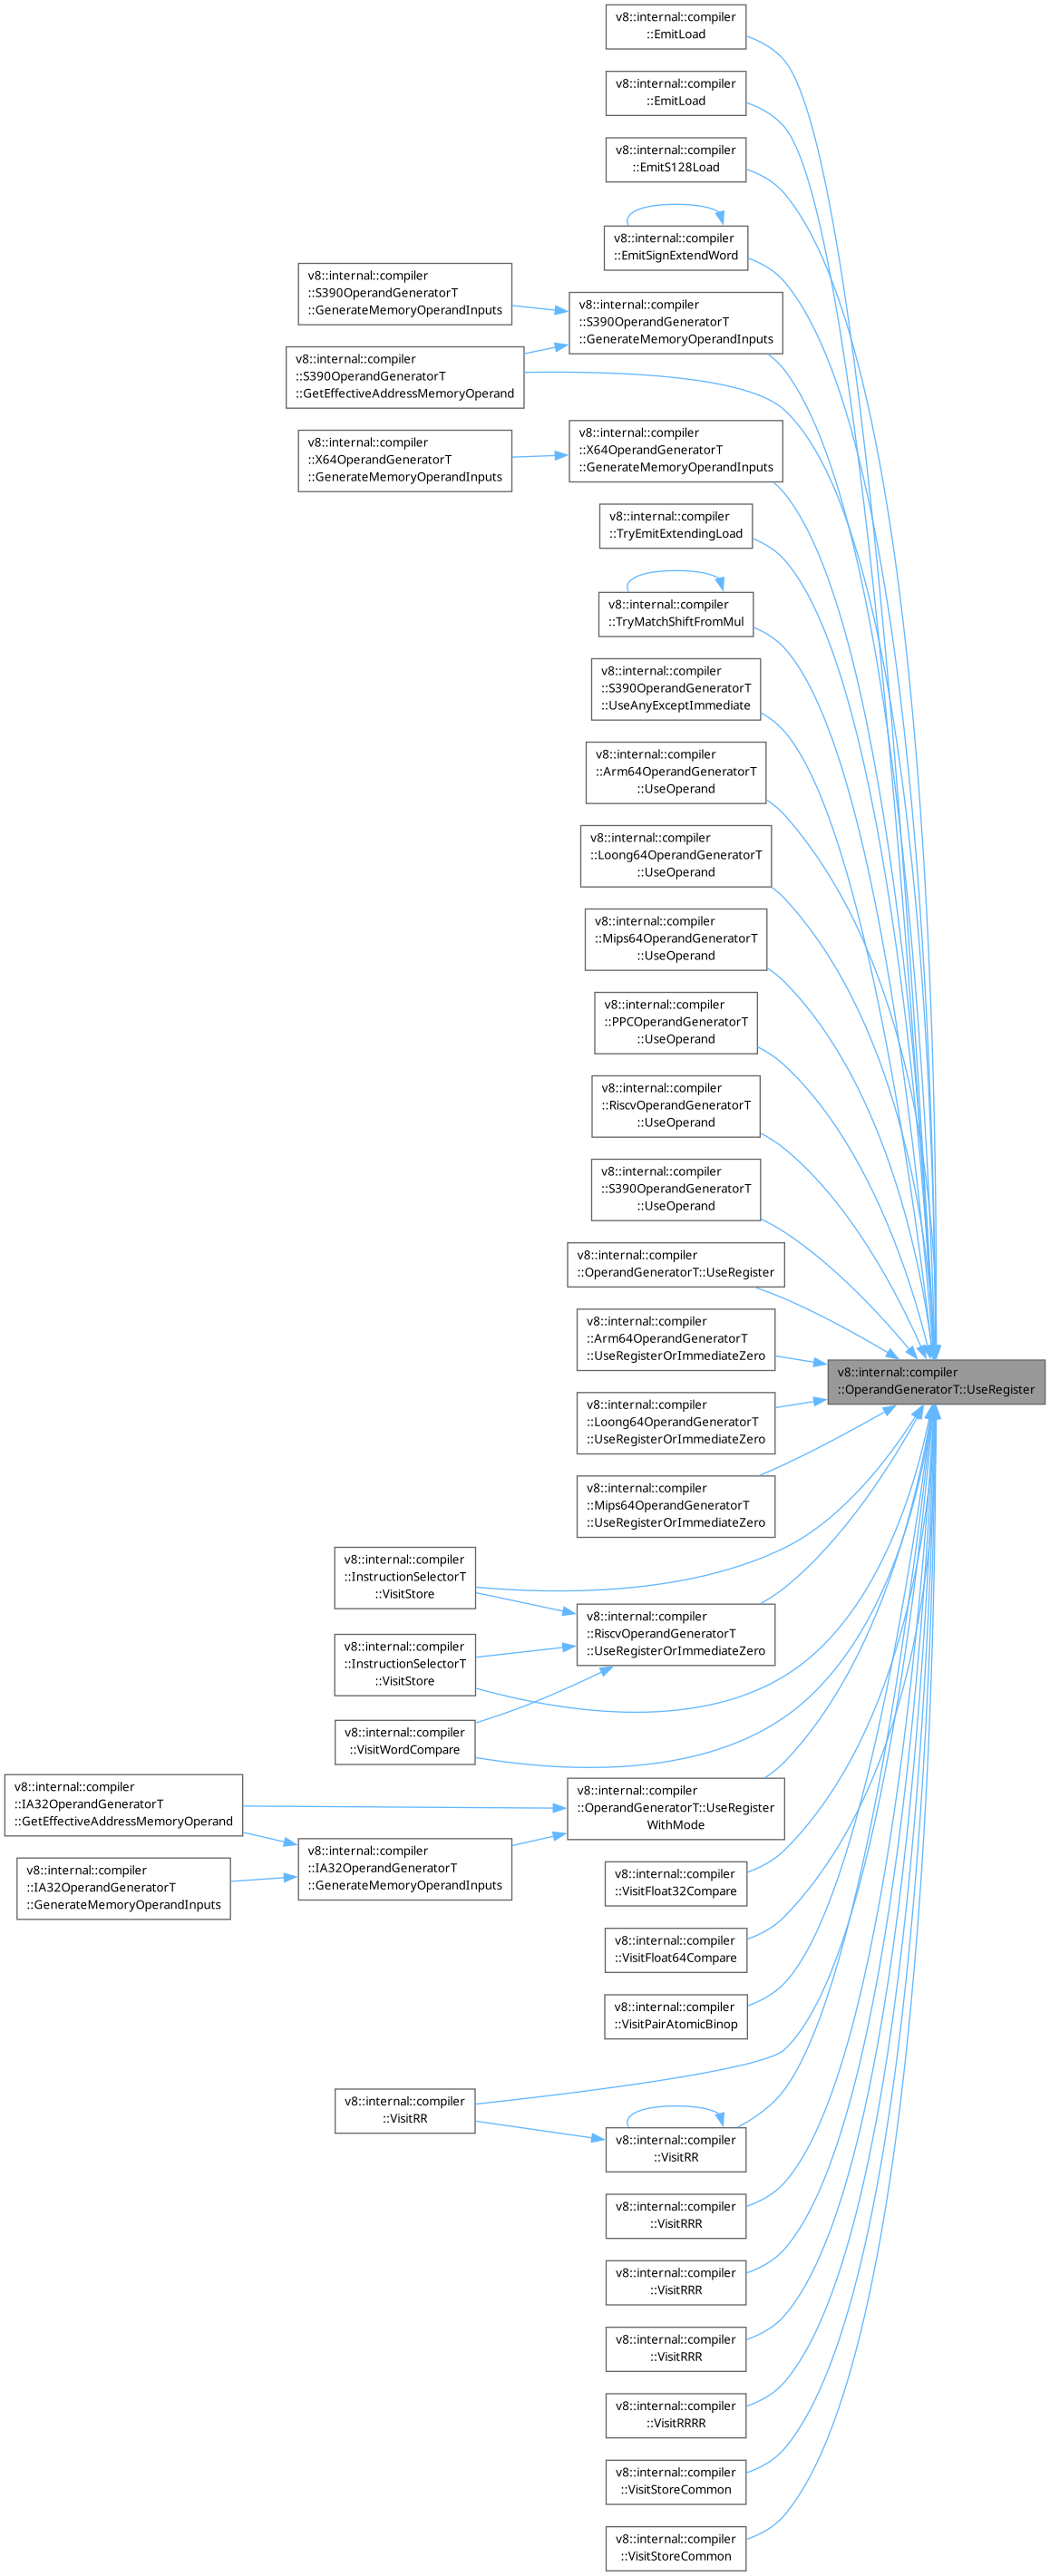 v8::internal::compiler
::EmitLoad
v8::internal::compiler
::EmitLoad
v8::internal::compiler
::EmitS128Load
v8::internal::compiler
::EmitSignExtendWord
v8::internal::compiler
::S390OperandGeneratorT
::GenerateMemoryOperandInputs
v8::internal::compiler
::S390OperandGeneratorT
::GenerateMemoryOperandInputs
v8::internal::compiler
::S390OperandGeneratorT
::GetEffectiveAddressMemoryOperand
v8::internal::compiler
::X64OperandGeneratorT
::GenerateMemoryOperandInputs
v8::internal::compiler
::X64OperandGeneratorT
::GenerateMemoryOperandInputs
v8::internal::compiler
::TryEmitExtendingLoad
v8::internal::compiler
::TryMatchShiftFromMul
v8::internal::compiler
::S390OperandGeneratorT
::UseAnyExceptImmediate
v8::internal::compiler
::Arm64OperandGeneratorT
::UseOperand
v8::internal::compiler
::Loong64OperandGeneratorT
::UseOperand
v8::internal::compiler
::Mips64OperandGeneratorT
::UseOperand
v8::internal::compiler
::PPCOperandGeneratorT
::UseOperand
v8::internal::compiler
::RiscvOperandGeneratorT
::UseOperand
v8::internal::compiler
::S390OperandGeneratorT
::UseOperand
v8::internal::compiler
::OperandGeneratorT::UseRegister
v8::internal::compiler
::Arm64OperandGeneratorT
::UseRegisterOrImmediateZero
v8::internal::compiler
::OperandGeneratorT::UseRegister
v8::internal::compiler
::Loong64OperandGeneratorT
::UseRegisterOrImmediateZero
v8::internal::compiler
::Mips64OperandGeneratorT
::UseRegisterOrImmediateZero
v8::internal::compiler
::InstructionSelectorT
::VisitStore
v8::internal::compiler
::RiscvOperandGeneratorT
::UseRegisterOrImmediateZero
v8::internal::compiler
::InstructionSelectorT
::VisitStore
v8::internal::compiler
::VisitWordCompare
v8::internal::compiler
::IA32OperandGeneratorT
::GetEffectiveAddressMemoryOperand
v8::internal::compiler
::OperandGeneratorT::UseRegister
WithMode
v8::internal::compiler
::IA32OperandGeneratorT
::GenerateMemoryOperandInputs
v8::internal::compiler
::IA32OperandGeneratorT
::GenerateMemoryOperandInputs
v8::internal::compiler
::VisitFloat32Compare
v8::internal::compiler
::VisitFloat64Compare
v8::internal::compiler
::VisitPairAtomicBinop
v8::internal::compiler
::VisitRR
v8::internal::compiler
::VisitRR
v8::internal::compiler
::VisitRRR
v8::internal::compiler
::VisitRRR
v8::internal::compiler
::VisitRRR
v8::internal::compiler
::VisitRRRR
v8::internal::compiler
::VisitStoreCommon
v8::internal::compiler
::VisitStoreCommon